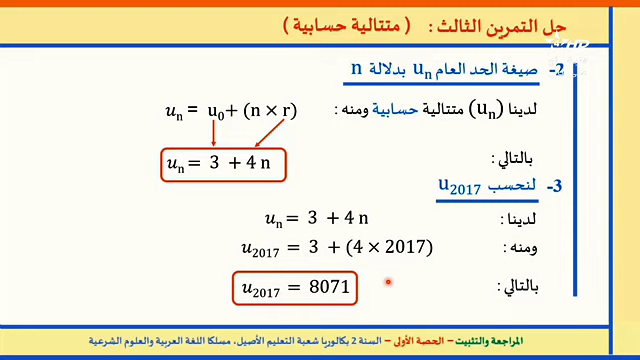 حل التمرين الثالث : ( متتالية حسابية )
2- صيغة الحد العام uₙ بدلالة n
لدينا (uₙ) متتالية حسابية ومنه : uₙ = u₀+ (n × r)
بالتالي : uₙ = 3 + 4 n
3- لنحسب u₂₀₁₇
لدينا : uₙ = 3 + 4 n
ومنه : u₂₀₁₇ = 3 + (4 × 2017)
بالتالي : u₂₀₁₇ = 8071
المراجعة والتثبيت – الحصة الأولى – السنة 2 بكالوريا شعبة التعليم الأصيل، مسلكا اللغة العربية والعلوم الشرعية